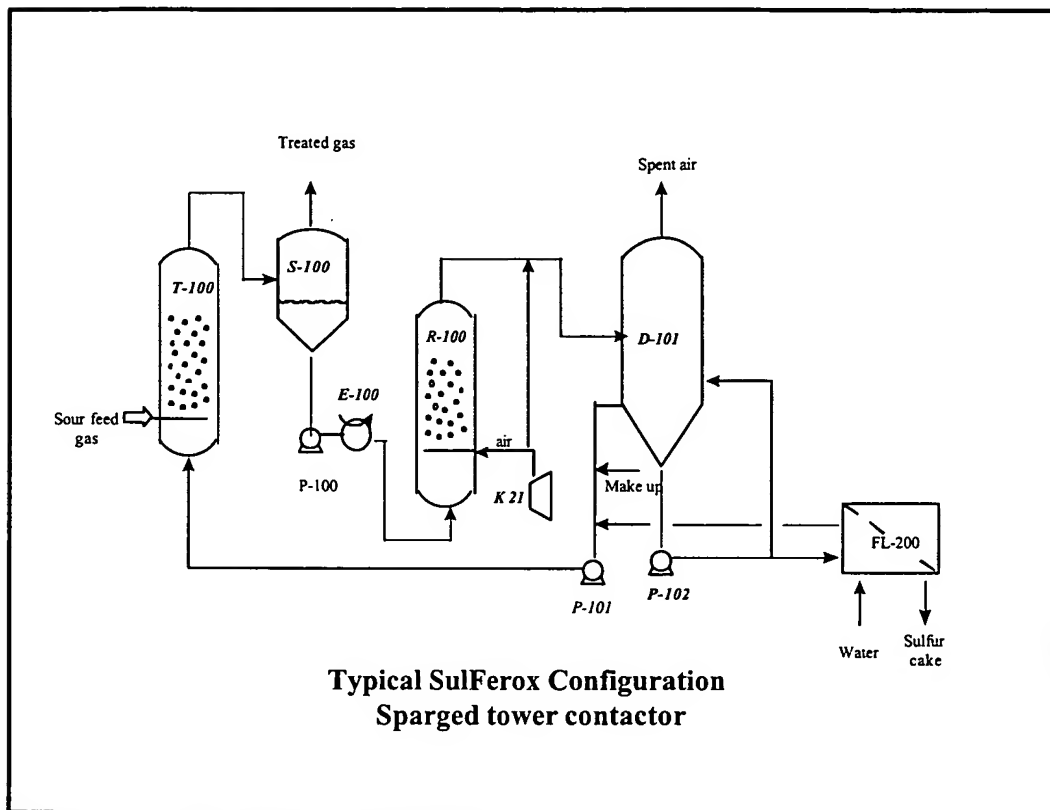 Treated gas
Spent air
S-100
T-100
R-100
D-101
E-100
Sour feed
gas
air
P-100
K 21
Make up
FL-200
P-101
P-102
Water
Sulfur
cake
Typical SulFerox Configuration
Sparged tower contactor